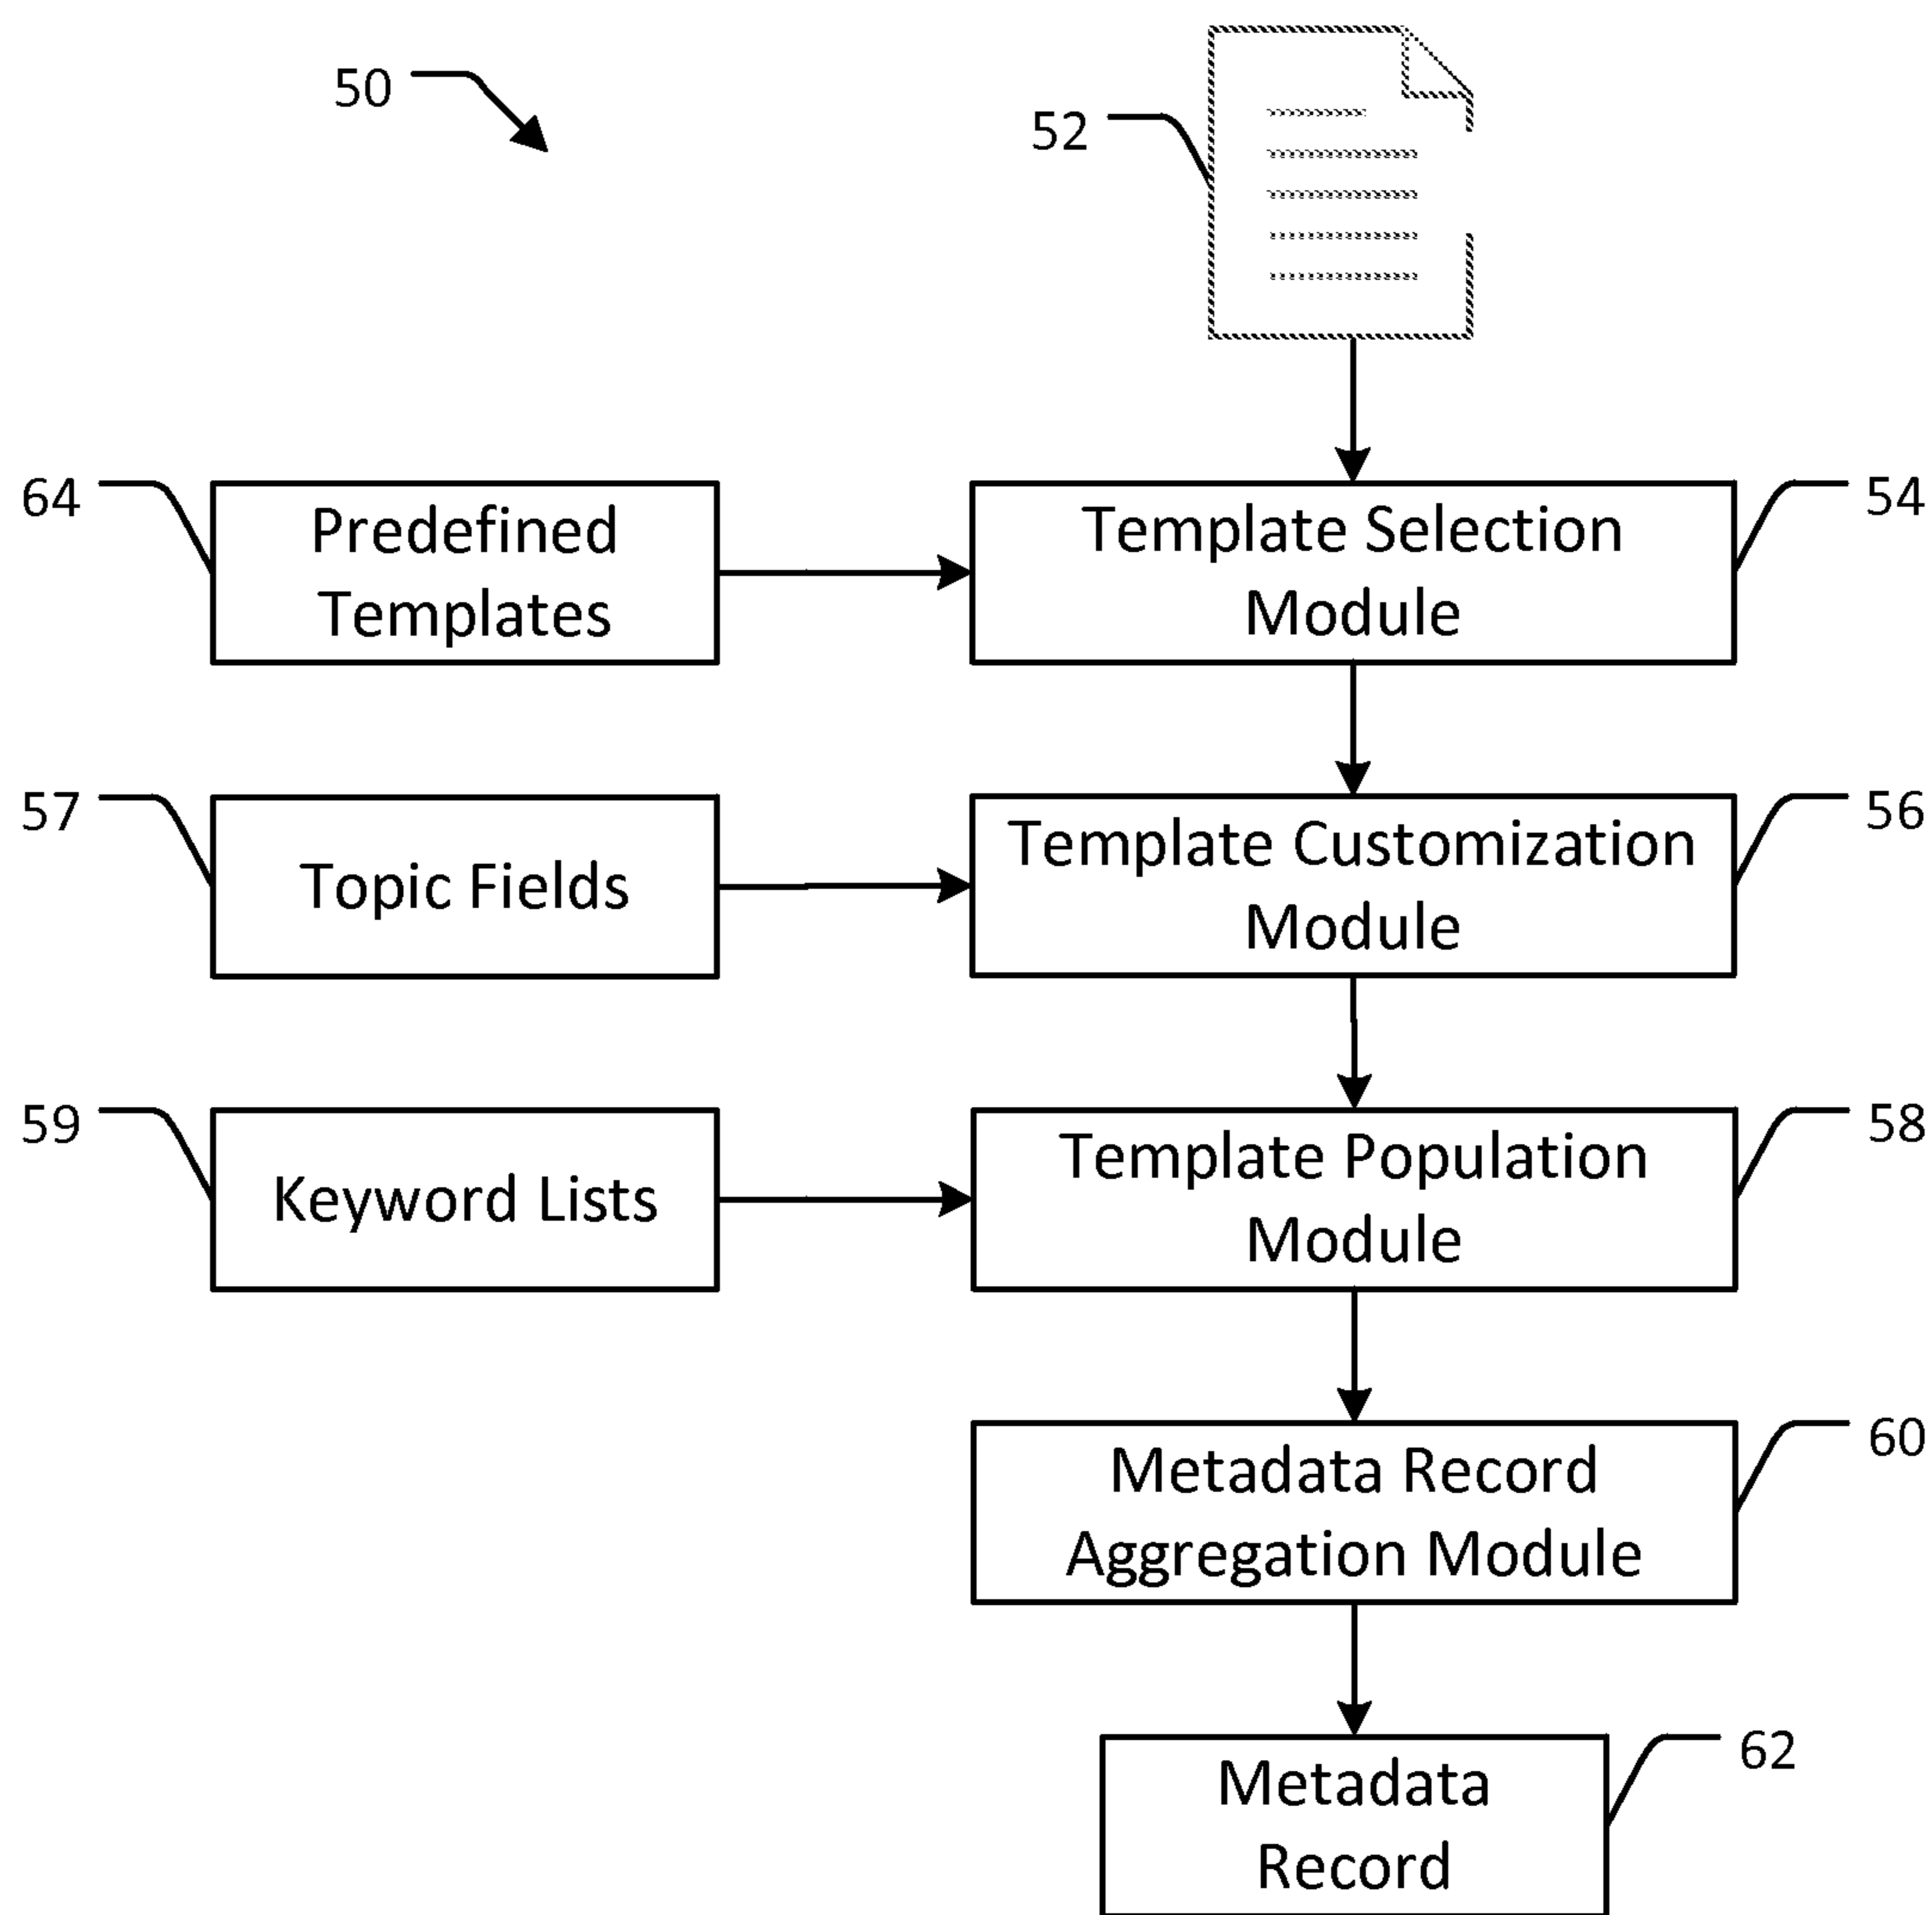 50
52
64
Predefined
Templates
Template Selection
Module
54
57
Topic Fields
Template Customization
Module
56
59
Keyword Lists
Template Population
Module
58
Metadata Record
Aggregation Module
60
Metadata
Record
62